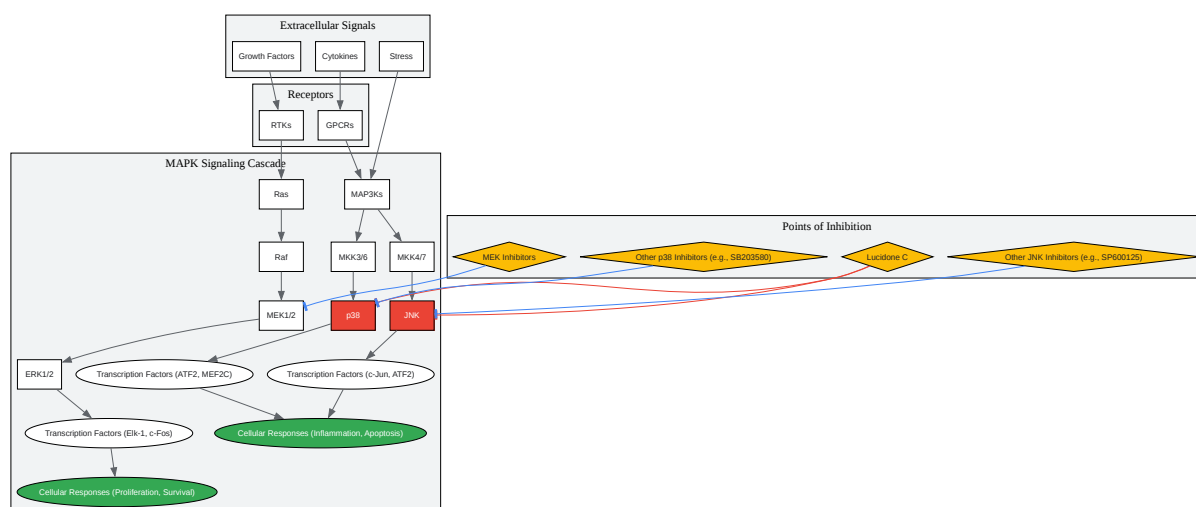 Extracellular Signals
Growth Factors
Cytokines
Stress
Receptors
RTKs
GPCRs
MAPK Signaling Cascade
Ras
MAP3Ks
Points of Inhibition
Raf
MKK3/6
MKK4/7
MEK Inhibitors
Other p38 Inhibitors (e.g., SB203580)
Lucidone C
Other JNK Inhibitors (e.g., SP600125)
MEK1/2
p38
JNK
ERK1/2
Transcription Factors (ATF2, MEF2C)
Transcription Factors (c-Jun, ATF2)
Transcription Factors (Elk-1, c-Fos)
Cellular Responses (Inflammation, Apoptosis)
Cellular Responses (Proliferation, Survival)